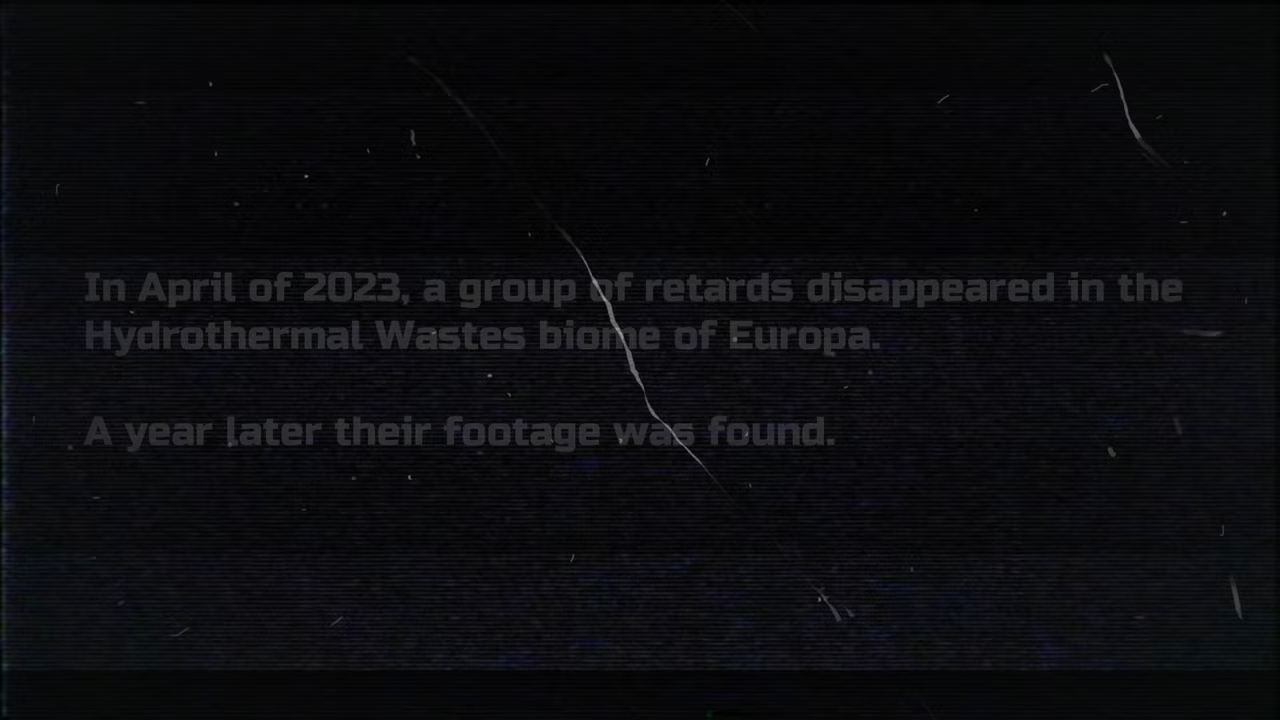 In April of 2023, a group of retards disappeared in the
Hydrothermal Wastes biome of Europa.
A year later their footage was found.